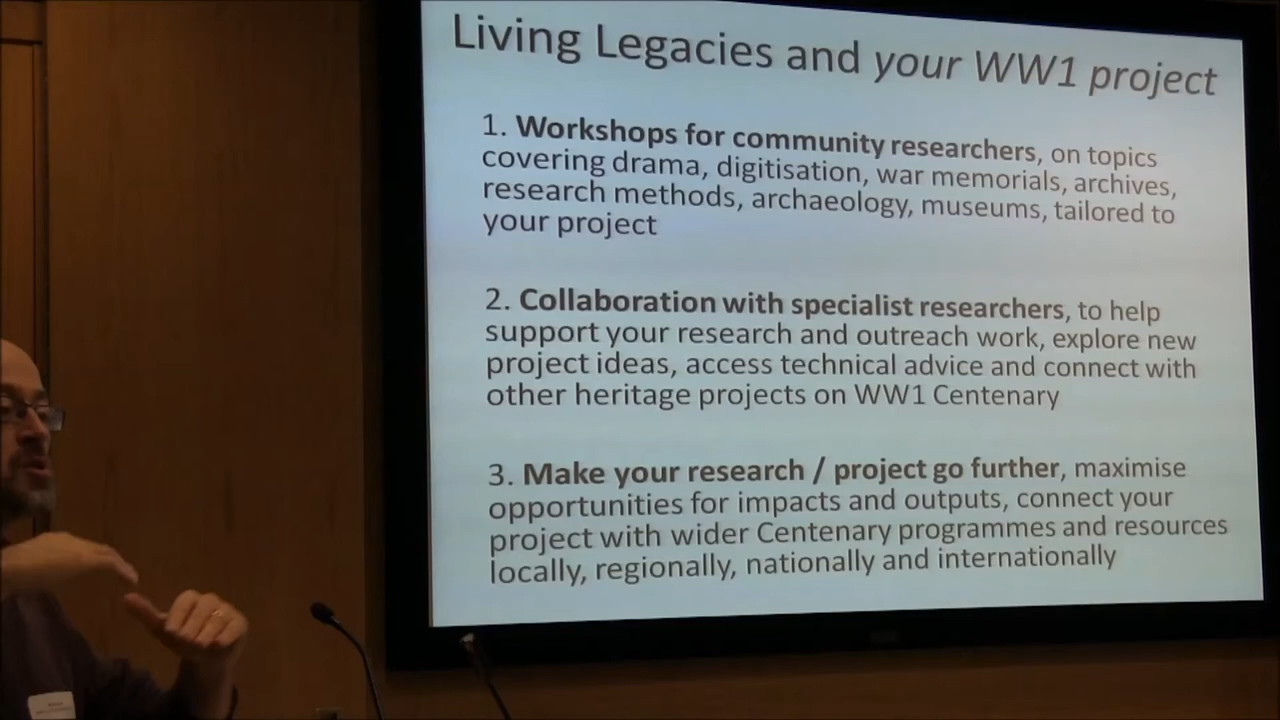 Living Legacies and your WW1 project
1. Workshops for community researchers, on topics
covering drama, digitisation, war memorials, archives,
research methods, archaeology, museums, tailored to
your project
2. Collaboration with specialist researchers, to help
support your research and outreach work, explore new
project ideas, access technical advice and connect with
other heritage projects on WW1 Centenary
3. Make your research / project go further, maximise
opportunities for impacts and outputs, connect your
project with wider Centenary programmes and resources
locally, regionally, nationally and internationally